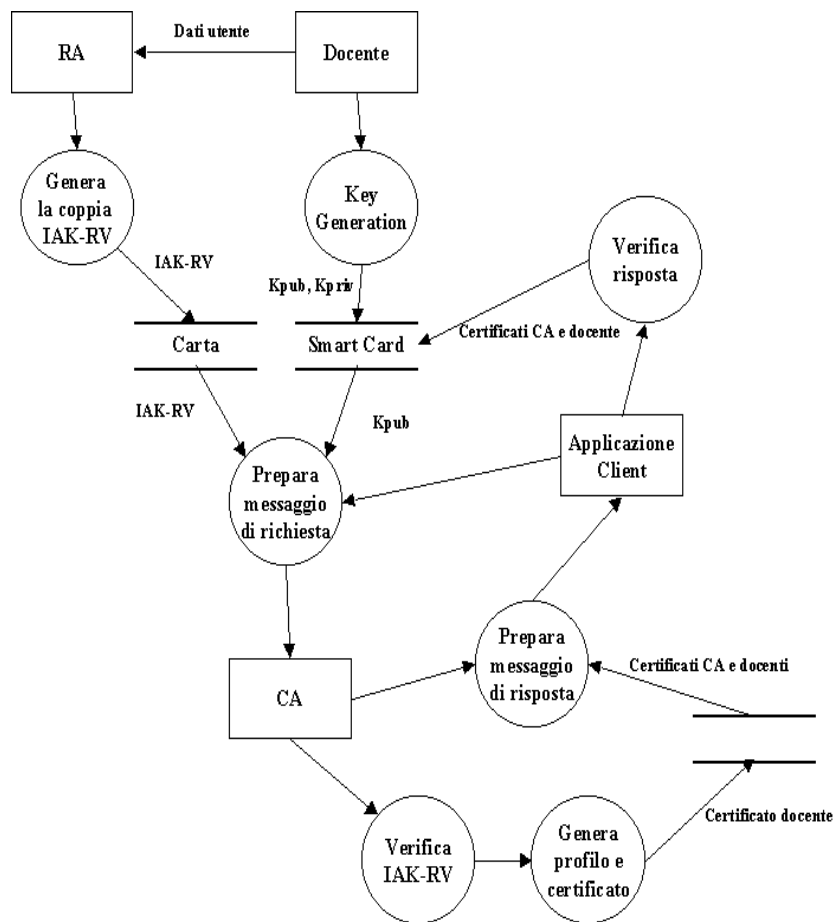 Dati utente
RA
Docente
Genera
la coppia
IAK-RV
Key
Generation
Verifica
risposta
IAK-RV
Kpub, Kpriv
Certificati CA e docente
Carta
Smart Card
IAK-RV
Kpub
Applicazione
Client
Prepara
messaggio
di richiesta
Prepara
messaggio
di risposta
Certificati CA e docenti
CA
Certificato docente
Verifica
IAK-RV
Genera
profilo e
certificato